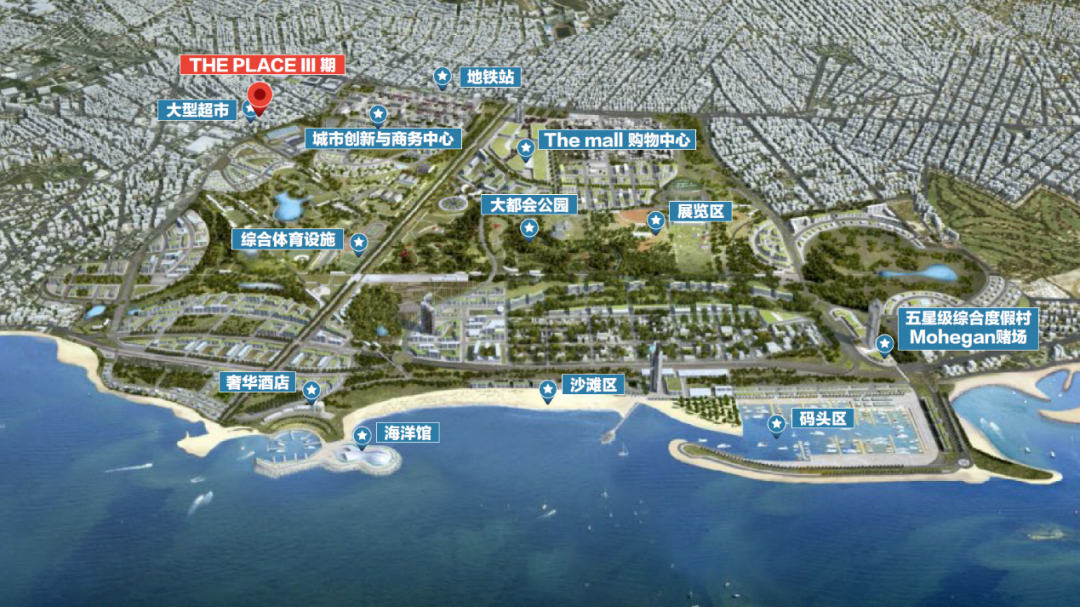 THE PLACE III 期
地铁站
大型超市
城市创新与商务中心
The mall 购物中心
大都会公园
展览区
综合体育设施
五星级综合度假村
Mohegan赌场
奢华酒店
沙滩区
码头区
海洋馆